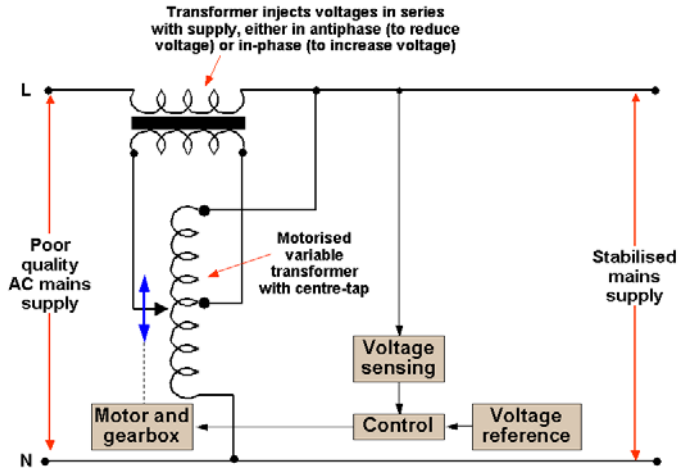 Transformer injects voltages in series
with supply, either in antiphase (to reduce
voltage) or in-phase (to increase voltage)
L
Poor
quality
AC mains
supply
Motorised
variable
transformer
with centre-tap
Stabilised
mains
supply
Voltage
sensing
Motor and
gearbox
Control
Voltage
reference
N